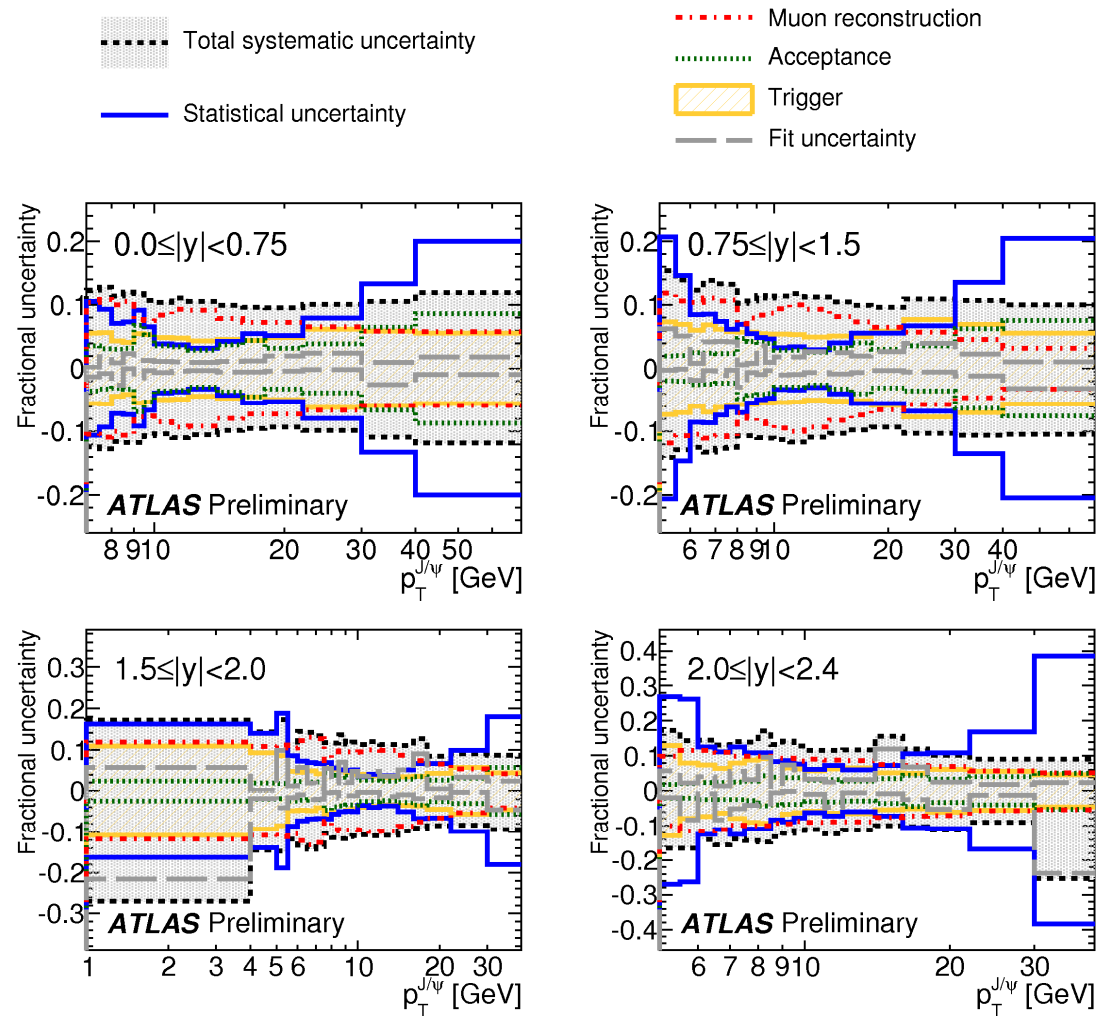 Total systematic uncertainty
Statistical uncertainty
Muon reconstruction
Acceptance
Trigger
Fit uncertainty
Fractional uncertainty
0.2
0.1
0
-0.1
-0.2
0.0≤|y|<0.75
ATLAS Preliminary
8 9 10 20 30 40 50
p_T^{J/ψ} [GeV]
Fractional uncertainty
0.2
0.1
0
-0.1
-0.2
0.75≤|y|<1.5
ATLAS Preliminary
6 7 8 9 10 20 30 40
p_T^{J/ψ} [GeV]
Fractional uncertainty
0.3
0.2
0.1
0
-0.1
-0.2
-0.3
1.5≤|y|<2.0
ATLAS Preliminary
1 2 3 4 5 6 10 20 30
p_T^{J/ψ} [GeV]
Fractional uncertainty
0.4
0.3
0.2
0.1
0
-0.1
-0.2
-0.3
-0.4
2.0≤|y|<2.4
ATLAS Preliminary
6 7 8 9 10 20 30
p_T^{J/ψ} [GeV]